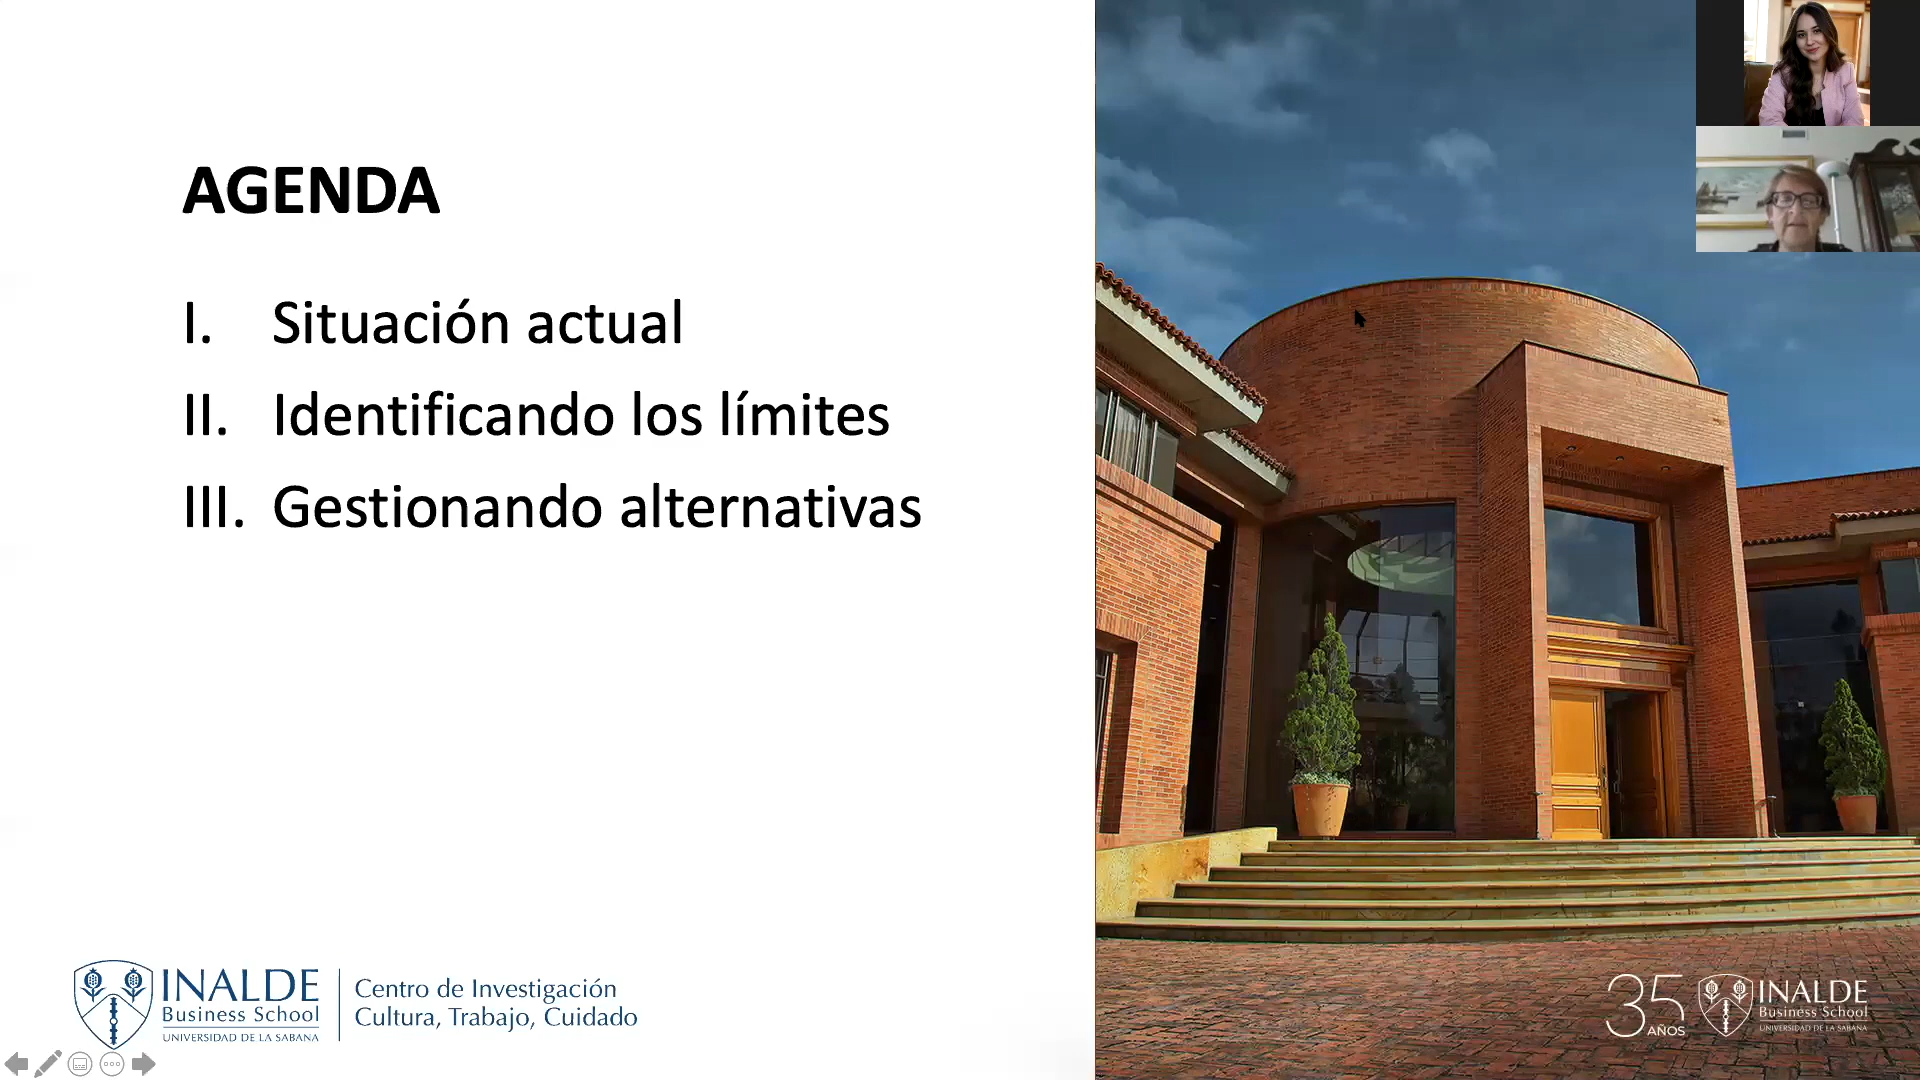 AGENDA
I. Situación actual
II. Identificando los límites
III. Gestionando alternativas
INALDE
Business School
UNIVERSIDAD DE LA SABANA
Centro de Investigación
Cultura, Trabajo, Cuidado
35
AÑOS
INALDE
Business School
UNIVERSIDAD DE LA SABANA